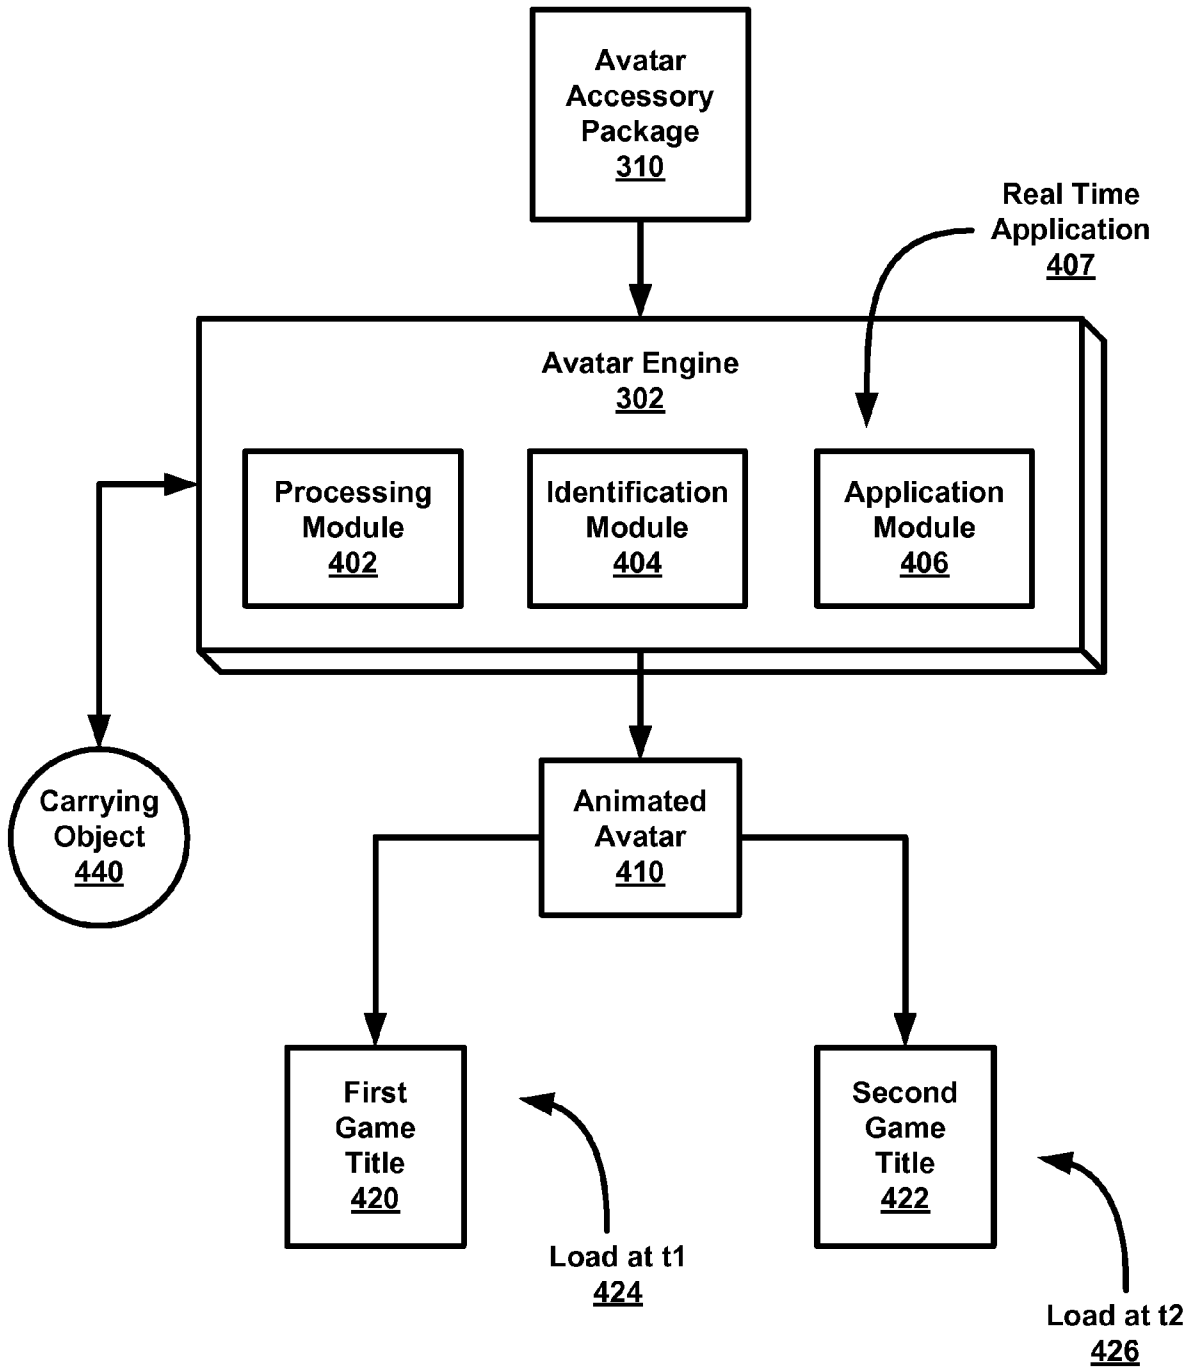 Avatar
Accessory
Package
310
Real Time
Application
407
Avatar Engine
302
Processing
Module
402
Identification
Module
404
Application
Module
406
Carrying
Object
440
Animated
Avatar
410
First
Game
Title
420
Second
Game
Title
422
Load at t1
424
Load at t2
426